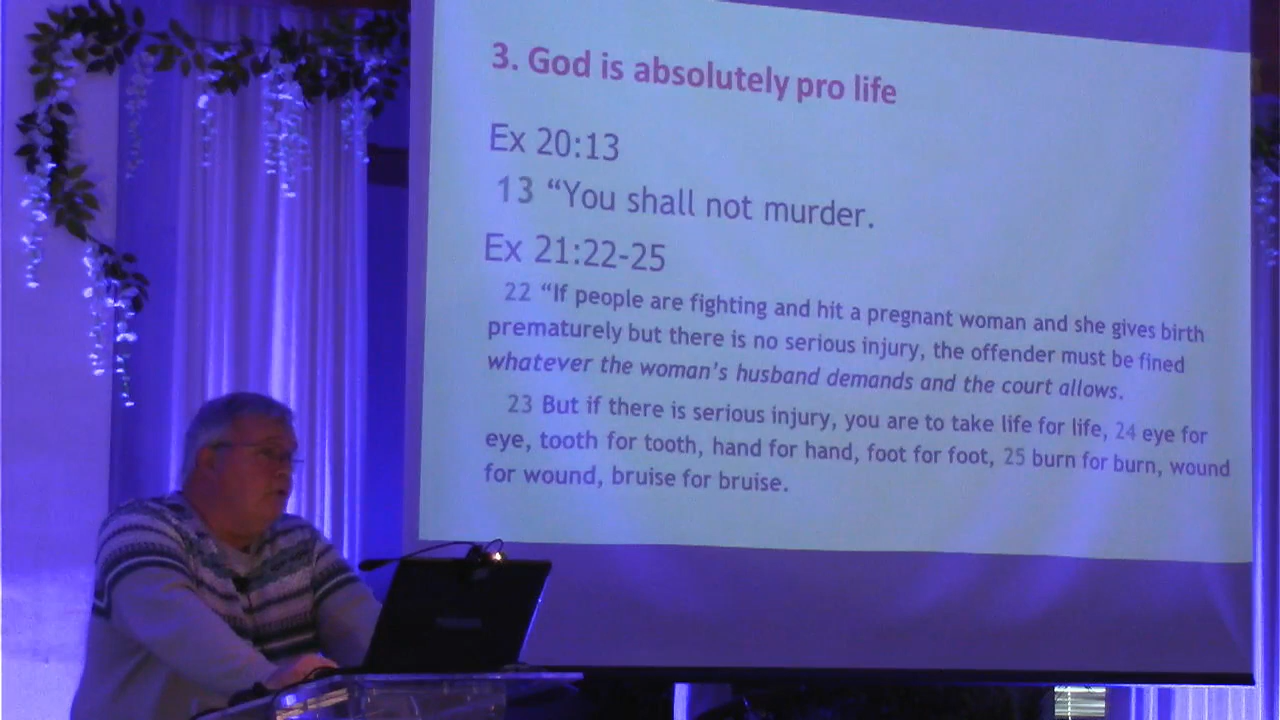 3. God is absolutely pro life
Ex 20:13
13 “You shall not murder.
Ex 21:22-25
22 “If people are fighting and hit a pregnant woman and she gives birth
prematurely but there is no serious injury, the offender must be fined
whatever the woman’s husband demands and the court allows.
23 But if there is serious injury, you are to take life for life, 24 eye for
eye, tooth for tooth, hand for hand, foot for foot, 25 burn for burn, wound
for wound, bruise for bruise.